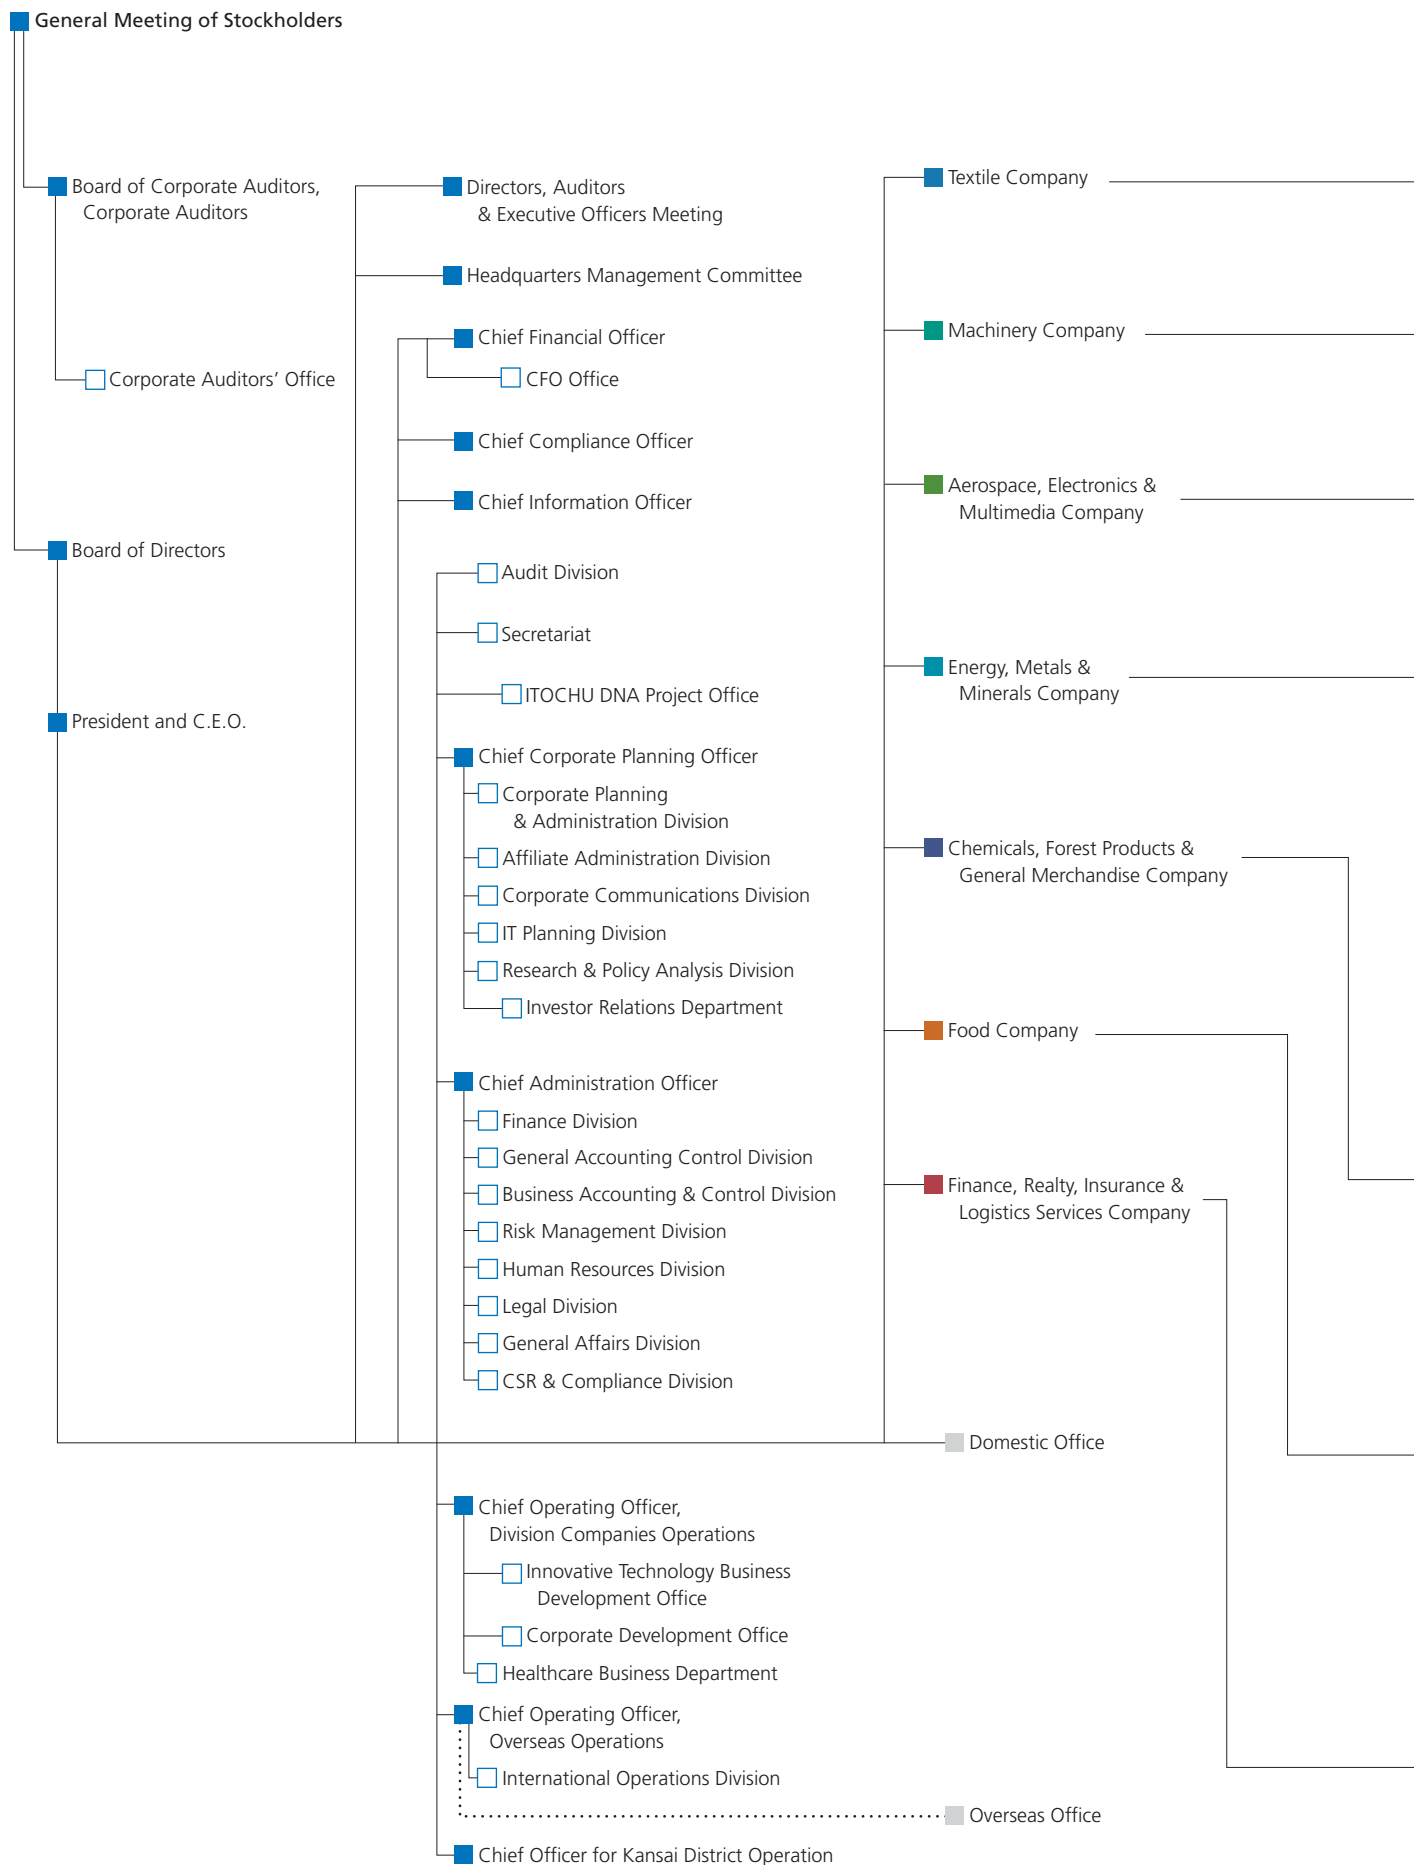 General Meeting of Stockholders
Board of Corporate Auditors,
Corporate Auditors
Corporate Auditors’ Office
Board of Directors
President and C.E.O.
Directors, Auditors
& Executive Officers Meeting
Headquarters Management Committee
Chief Financial Officer
CFO Office
Chief Compliance Officer
Chief Information Officer
Audit Division
Secretariat
ITOCHU DNA Project Office
Chief Corporate Planning Officer
Corporate Planning
& Administration Division
Affiliate Administration Division
Corporate Communications Division
IT Planning Division
Research & Policy Analysis Division
Investor Relations Department
Chief Administration Officer
Finance Division
General Accounting Control Division
Business Accounting & Control Division
Risk Management Division
Human Resources Division
Legal Division
General Affairs Division
CSR & Compliance Division
Chief Operating Officer,
Division Companies Operations
Innovative Technology Business
Development Office
Corporate Development Office
Healthcare Business Department
Chief Operating Officer,
Overseas Operations
International Operations Division
Chief Officer for Kansai District Operation
Textile Company
Machinery Company
Aerospace, Electronics &
Multimedia Company
Energy, Metals &
Minerals Company
Chemicals, Forest Products &
General Merchandise Company
Food Company
Finance, Realty, Insurance &
Logistics Services Company
Domestic Office
Overseas Office